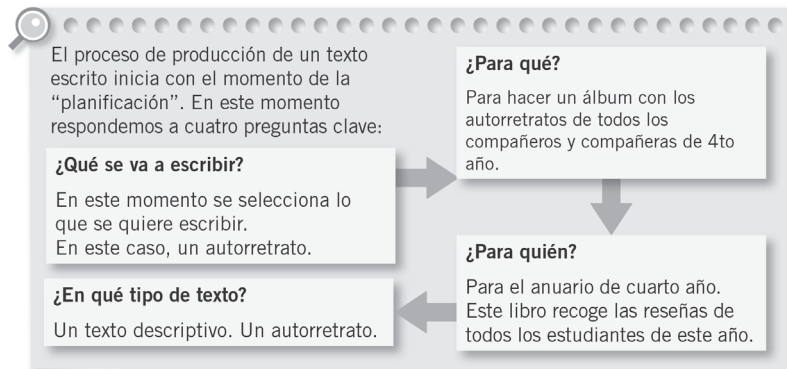 El proceso de producción de un texto
escrito inicia con el momento de la
“planificación”. En este momento
respondemos a cuatro preguntas clave:
¿Qué se va a escribir?
En este momento se selecciona lo
que se quiere escribir.
En este caso, un autorretrato.
¿Para qué?
Para hacer un álbum con los
autorretratos de todos los
compañeros y compañeras de 4to
año.
¿Para quién?
Para el anuario de cuarto año.
Este libro recoge las reseñas de
todos los estudiantes de este año.
¿En qué tipo de texto?
Un texto descriptivo. Un autorretrato.